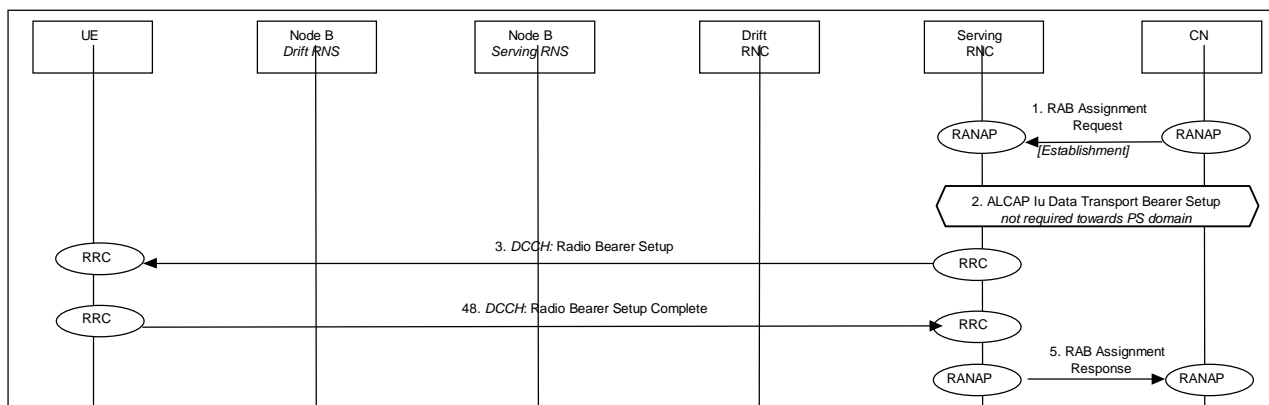 UE
Node B
Drift RNS
Node B
Serving RNS
Drift
RNC
Serving
RNC
CN
1. RAB Assignment
Request
RANAP
RANAP
[Establishment]
2. ALCAP Iu Data Transport Bearer Setup
not required towards PS domain
3. DCCH: Radio Bearer Setup
RRC
RRC
48. DCCH: Radio Bearer Setup Complete
RRC
RRC
5. RAB Assignment
Response
RANAP
RANAP